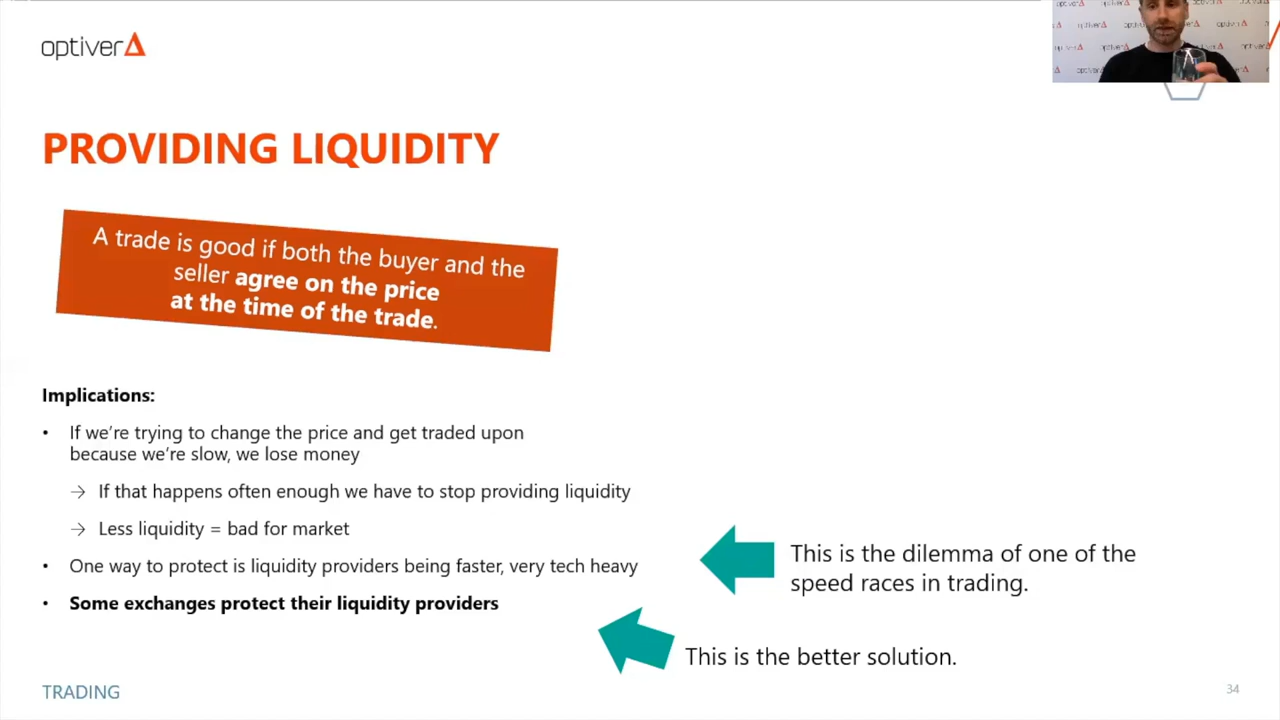 optiver
PROVIDING LIQUIDITY
A trade is good if both the buyer and the
seller agree on the price
at the time of the trade.
Implications:
• If we're trying to change the price and get traded upon
because we're slow, we lose money
→ If that happens often enough we have to stop providing liquidity
→ Less liquidity = bad for market
• One way to protect is liquidity providers being faster, very tech heavy
• Some exchanges protect their liquidity providers
This is the dilemma of one of the
speed races in trading.
This is the better solution.
TRADING
34